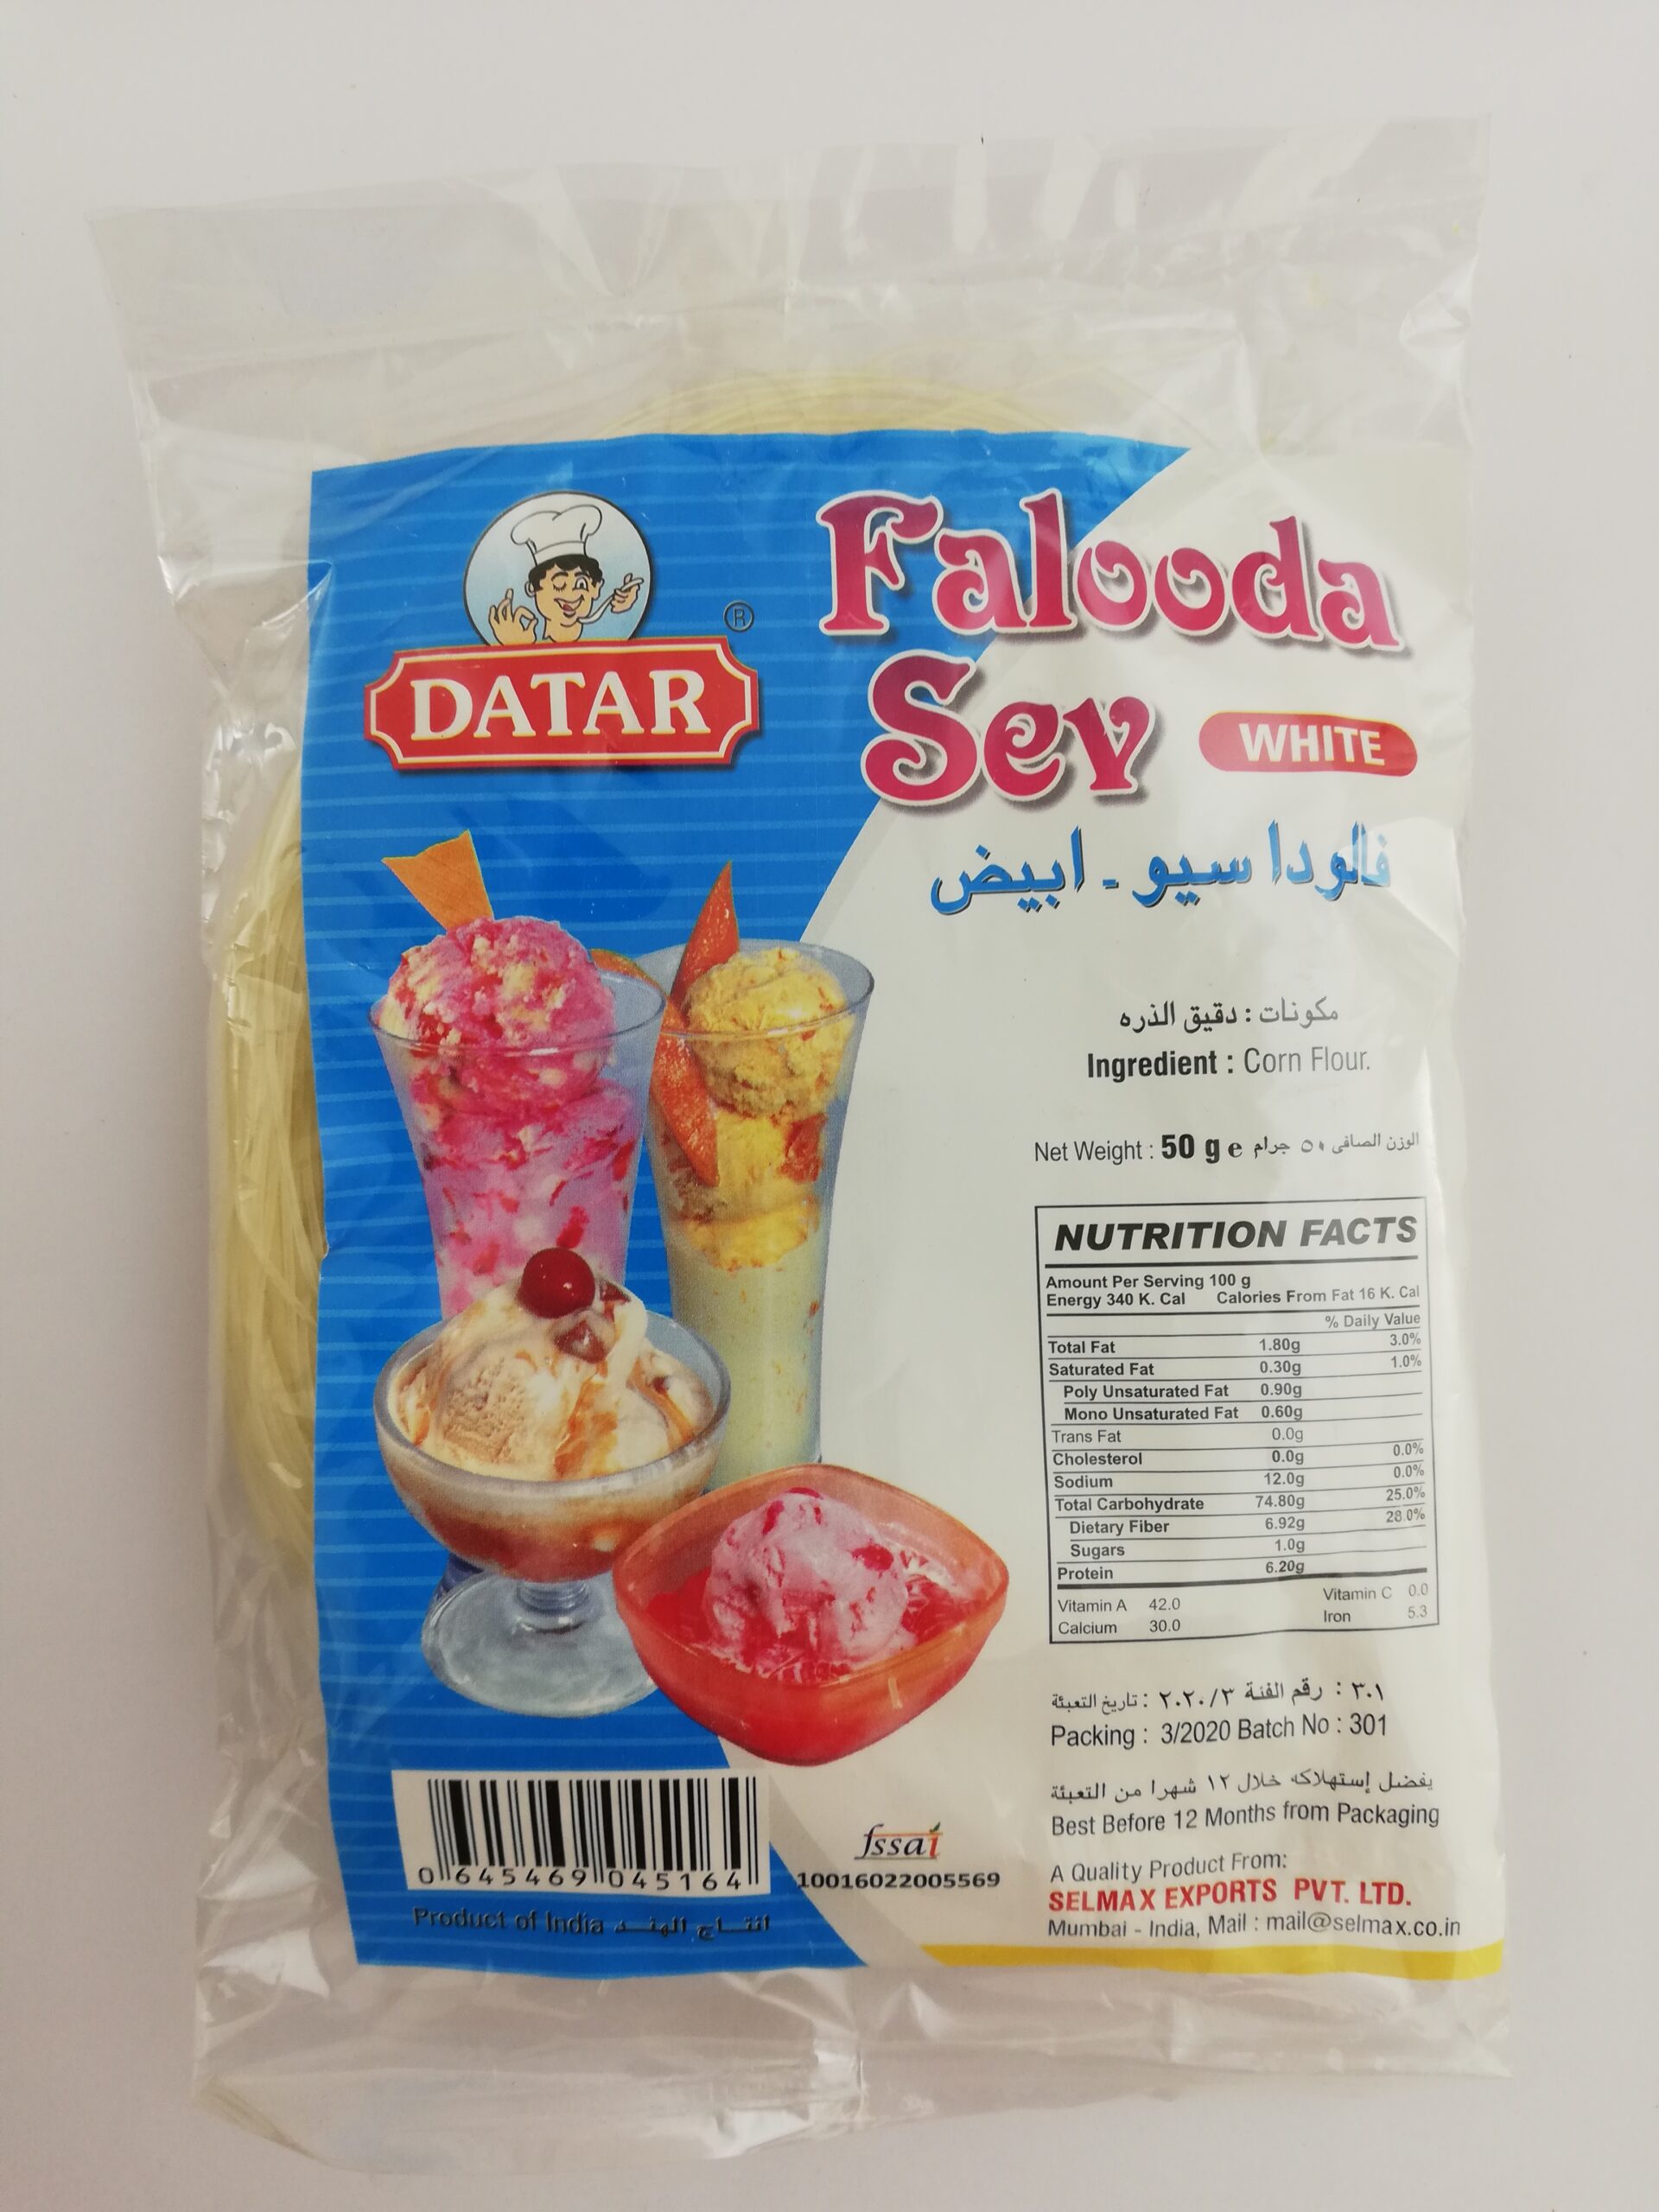 DATAR
®
Falooda
Sev WHITE
فالودا سيو - ابيض
مكونات : دقيق الذره
Ingredient : Corn Flour.
Net Weight : 50 g e الوزن الصافى ٥٠ جرام
NUTRITION FACTS
Amount Per Serving 100 g
Energy 340 K. Cal Calories From Fat 16 K. Cal
% Daily Value
Total Fat 1.80g 3.0%
Saturated Fat 0.30g 1.0%
Poly Unsaturated Fat 0.90g
Mono Unsaturated Fat 0.60g
Trans Fat 0.0g
Cholesterol 0.0g 0.0%
Sodium 12.0g 0.0%
Total Carbohydrate 74.80g 25.0%
Dietary Fiber 6.92g 28.0%
Sugars 1.0g
Protein 6.20g
Vitamin A 42.0 Vitamin C 0.0
Calcium 30.0 Iron 5.3
تاريخ التعبئة : ٢٠٢٠/٣ رقم الفئة : ٣٠١
Packing : 3/2020 Batch No : 301
يفضل إستهلاكه خلال ١٢ شهرا من التعبئة
Best Before 12 Months from Packaging
A Quality Product From:
SELMAX EXPORTS PVT. LTD.
Mumbai - India, Mail : mail@selmax.co.in
fssai
10016022005569
0 645469 045164
Product of India انتاج الهند